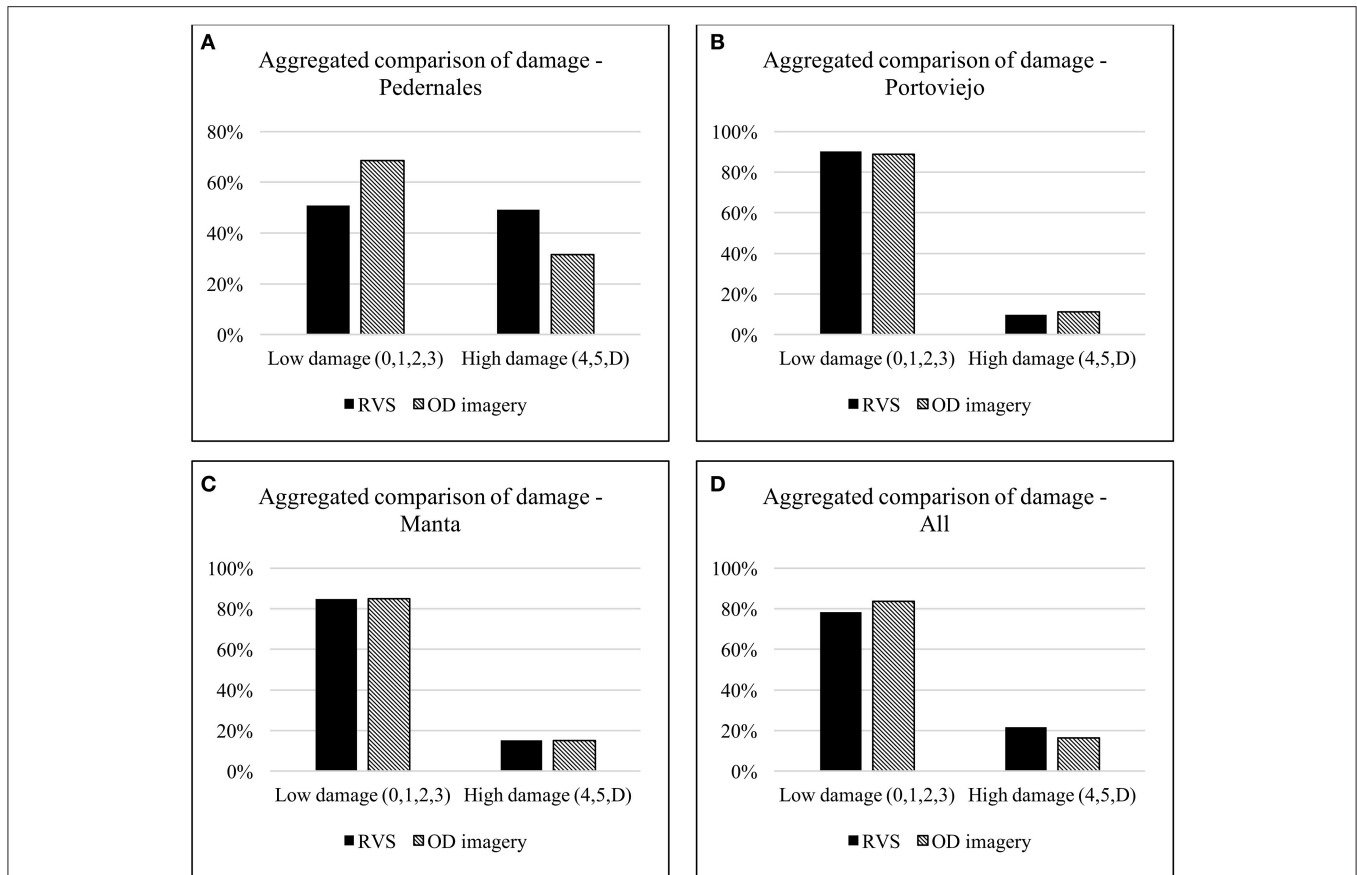 A
Aggregated comparison of damage -
Pedernales
80%
60%
40%
20%
0%
Low damage (0,1,2,3) High damage (4,5,D)
RVS OD imagery
B
Aggregated comparison of damage -
Portoviejo
100%
80%
60%
40%
20%
0%
Low damage (0,1,2,3) High damage (4,5,D)
RVS OD imagery
C
Aggregated comparison of damage -
Manta
100%
80%
60%
40%
20%
0%
Low damage (0,1,2,3) High damage (4,5,D)
RVS OD imagery
D
Aggregated comparison of damage -
All
100%
80%
60%
40%
20%
0%
Low damage (0,1,2,3) High damage (4,5,D)
RVS OD imagery